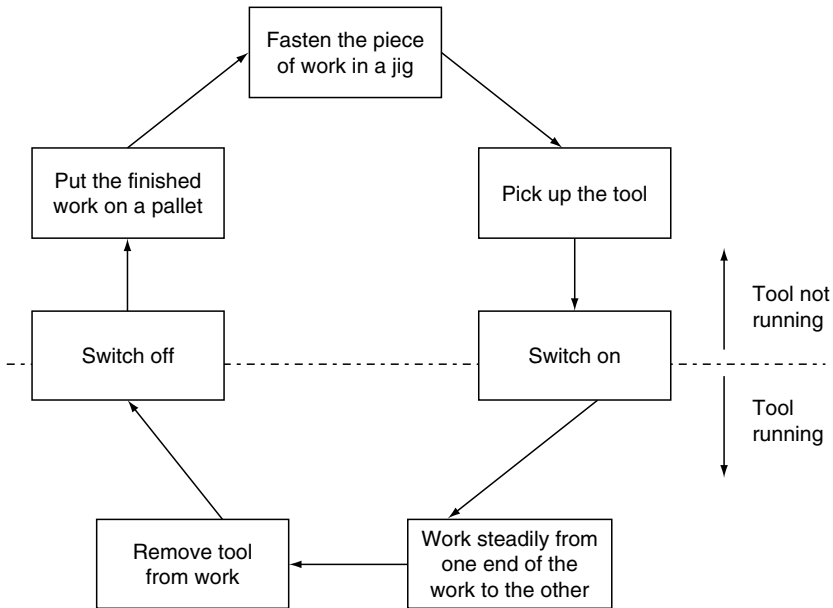 Fasten the piece
of work in a jig
Put the finished
work on a pallet
Pick up the tool
Tool not
running
Switch off
Switch on
Tool
running
Remove tool
from work
Work steadily from
one end of the
work to the other